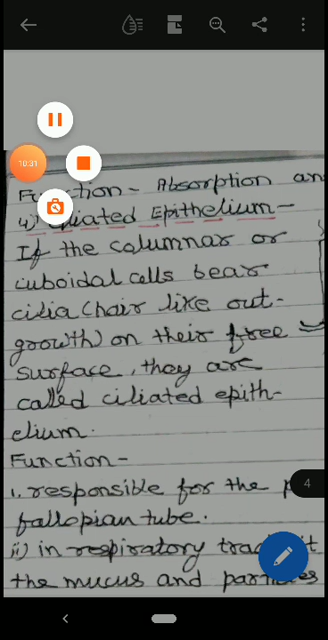 10:31
Function - Absorption an
4) Ciliated Epithelium -
If the columnar or
cuboidal cells bear
cilia (hair like out-
growth) on their free
surface, they are
called ciliated epith-
elium.
Function -
i. responsible for the
fallopian tube.
ii) in respiratory tract it
the mucus and particles
4